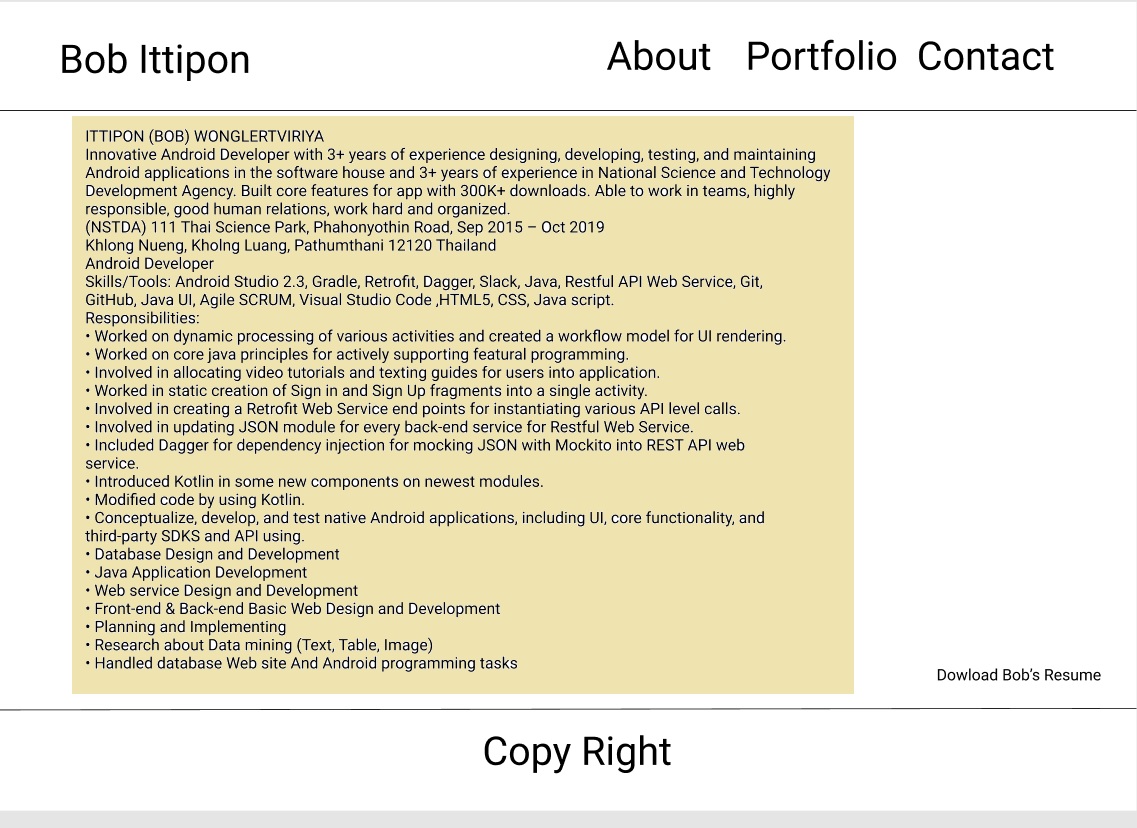 Bob Ittipon
About Portfolio Contact
ITTIPON (BOB) WONGLERTVIRIYA
Innovative Android Developer with 3+ years of experience designing, developing, testing, and maintaining
Android applications in the software house and 3+ years of experience in National Science and Technology
Development Agency. Built core features for app with 300K+ downloads. Able to work in teams, highly
responsible, good human relations, work hard and organized.
(NSTDA) 111 Thai Science Park, Phahonyothin Road, Sep 2015 – Oct 2019
Khlong Nueng, Kholng Luang, Pathumthani 12120 Thailand
Android Developer
Skills/Tools: Android Studio 2.3, Gradle, Retrofit, Dagger, Slack, Java, Restful API Web Service, Git,
GitHub, Java UI, Agile SCRUM, Visual Studio Code ,HTML5, CSS, Java script.
Responsibilities:
• Worked on dynamic processing of various activities and created a workflow model for UI rendering.
• Worked on core java principles for actively supporting featural programming.
• Involved in allocating video tutorials and texting guides for users into application.
• Worked in static creation of Sign in and Sign Up fragments into a single activity.
• Involved in creating a Retrofit Web Service end points for instantiating various API level calls.
• Involved in updating JSON module for every back-end service for Restful Web Service.
• Included Dagger for dependency injection for mocking JSON with Mockito into REST API web
service.
• Introduced Kotlin in some new components on newest modules.
• Modified code by using Kotlin.
• Conceptualize, develop, and test native Android applications, including UI, core functionality, and
third-party SDKS and API using.
• Database Design and Development
• Java Application Development
• Web service Design and Development
• Front-end & Back-end Basic Web Design and Development
• Planning and Implementing
• Research about Data mining (Text, Table, Image)
• Handled database Web site And Android programming tasks
Dowload Bob's Resume
Copy Right